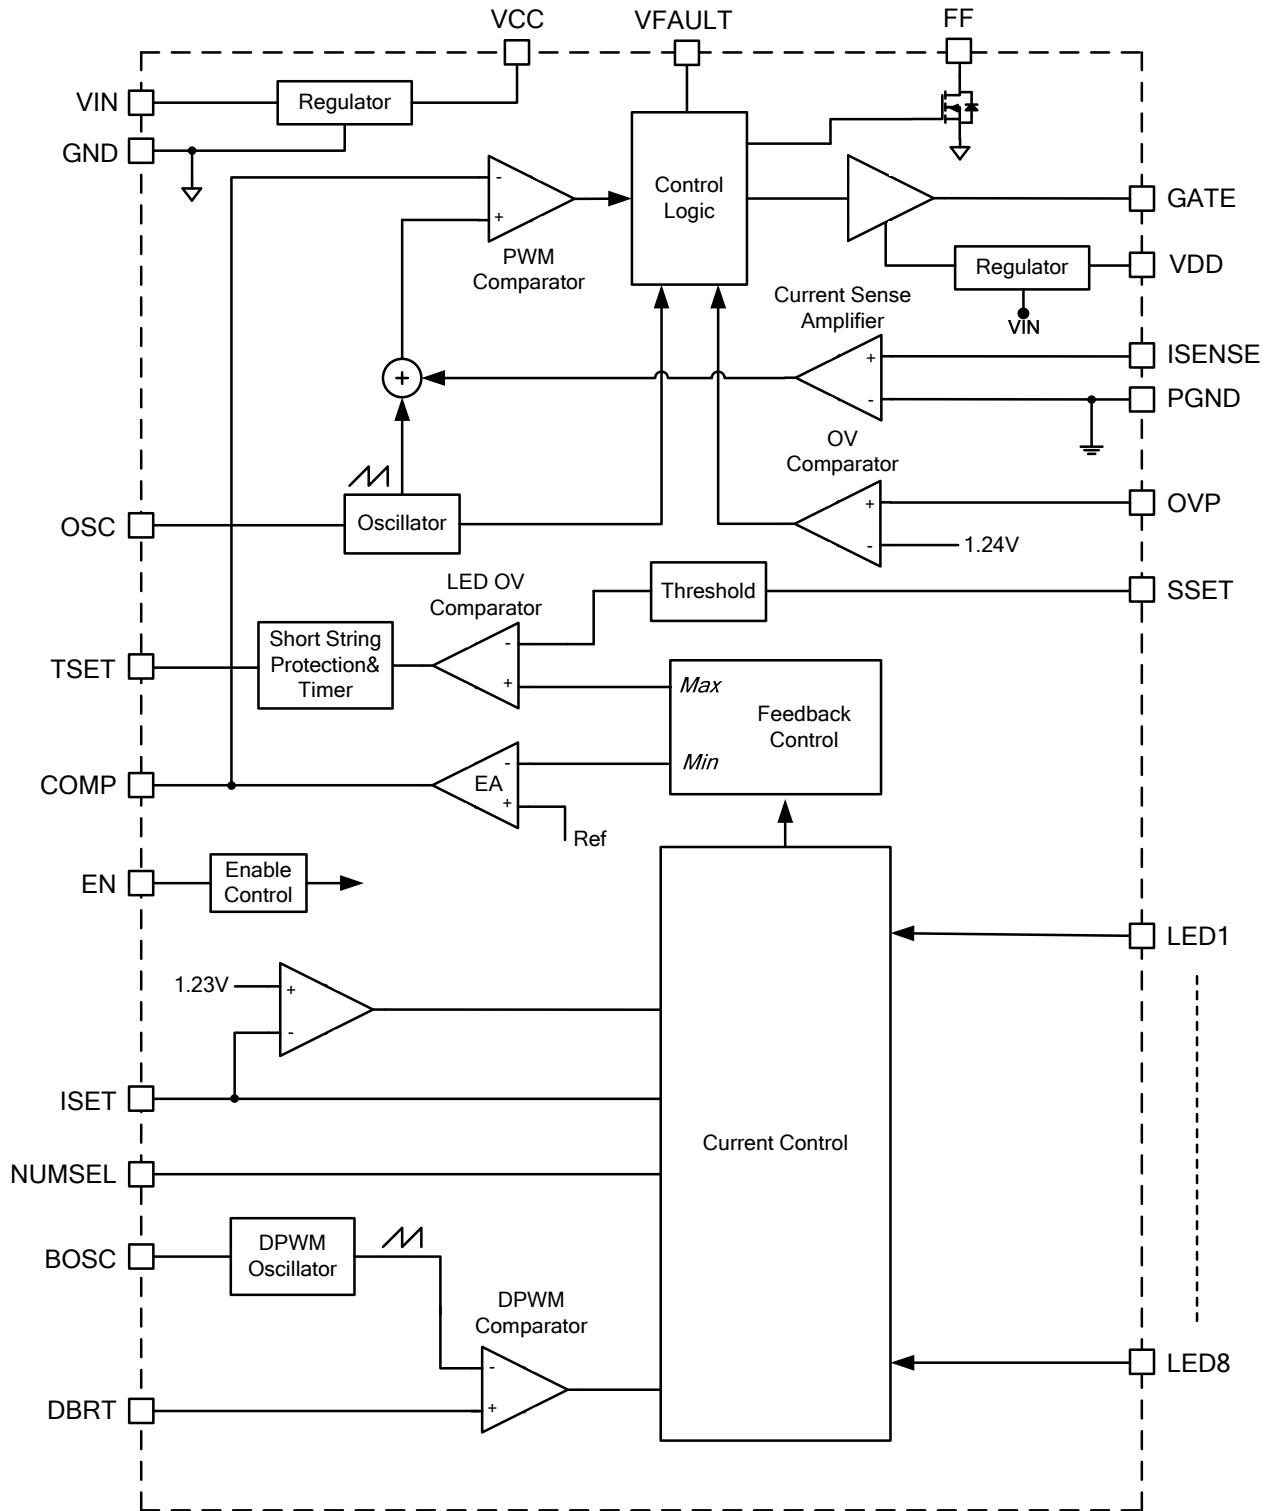 VCC
VFAULT
FF
VIN
Regulator
GND
-
+
PWM
Comparator
Control
Logic
GATE
Regulator
VDD
VIN
Current Sense
Amplifier
+
-
ISENSE
PGND
+
OV
Comparator
+
-
1.24V
OVP
OSC
Oscillator
LED OV
Comparator
Threshold
SSET
Short String
Protection&
Timer
-
+
TSET
Max
Feedback
Control
Min
COMP
EA
-
+
Ref
EN
Enable
Control
LED1
1.23V
+
-
ISET
Current Control
NUMSEL
BOSC
DPWM
Oscillator
DPWM
Comparator
-
+
LED8
DBRT